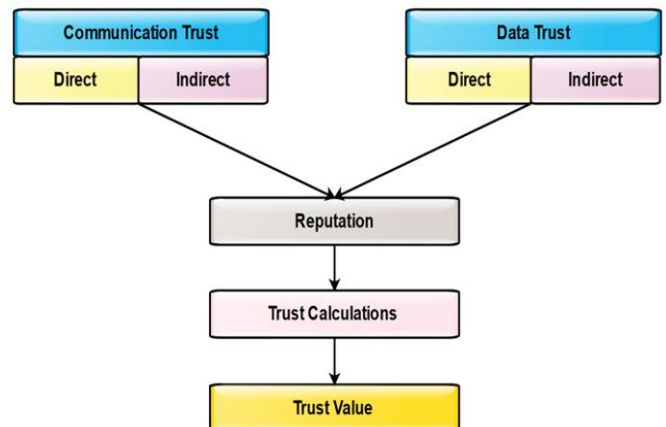 Communication Trust
Data Trust
Direct
Indirect
Direct
Indirect
Reputation
Trust Calculations
Trust Value